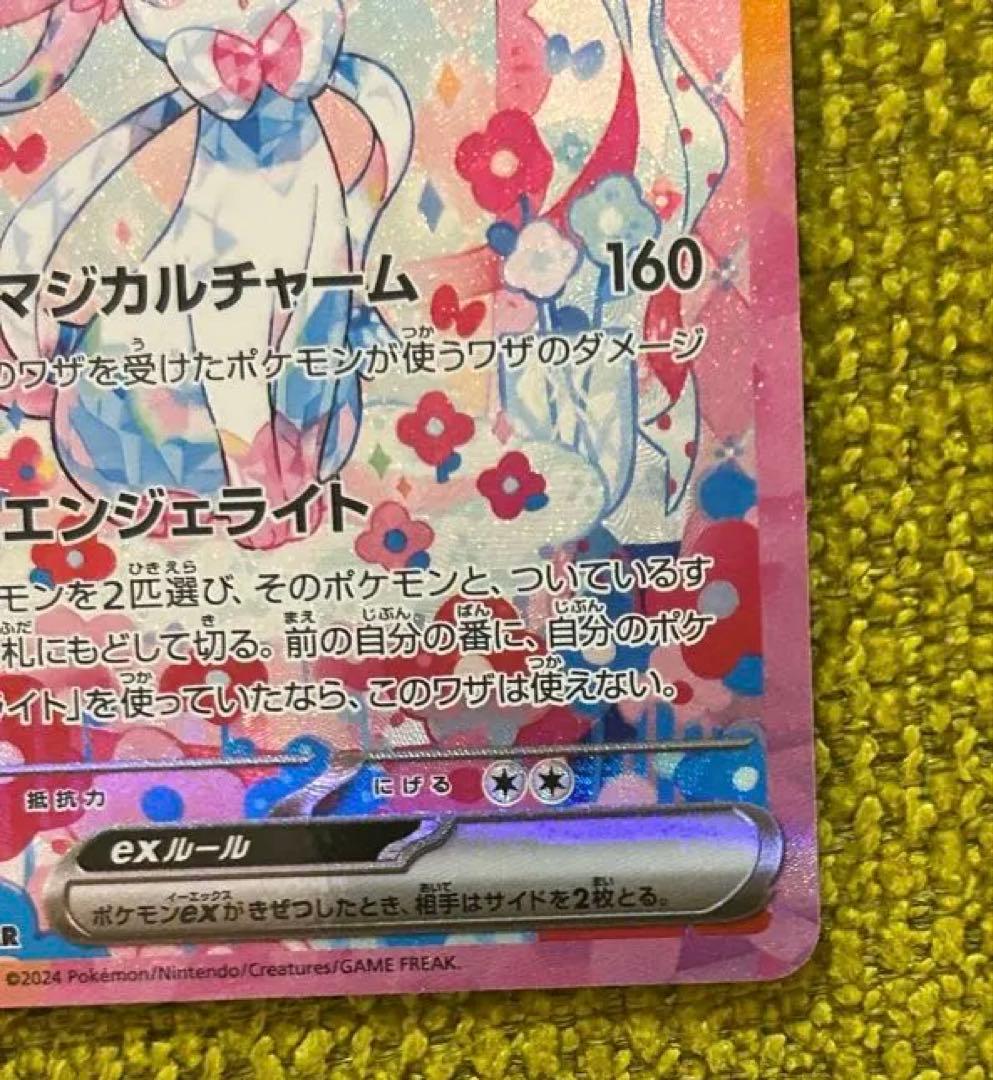 マジカルチャーム 160
のワザを受けたポケモンが使うワザのダメージ
エンジェライト
モンを2匹選び、そのポケモンと、ついているす
札にもどして切る。前の自分の番に、自分のポケ
ライト」を使っていたなら、このワザは使えない。
抵抗力 にげる
exルール
ポケモンexがきぜつしたとき、相手はサイドを2枚とる。
R
©2024 Pokémon/Nintendo/Creatures/GAME FREAK.